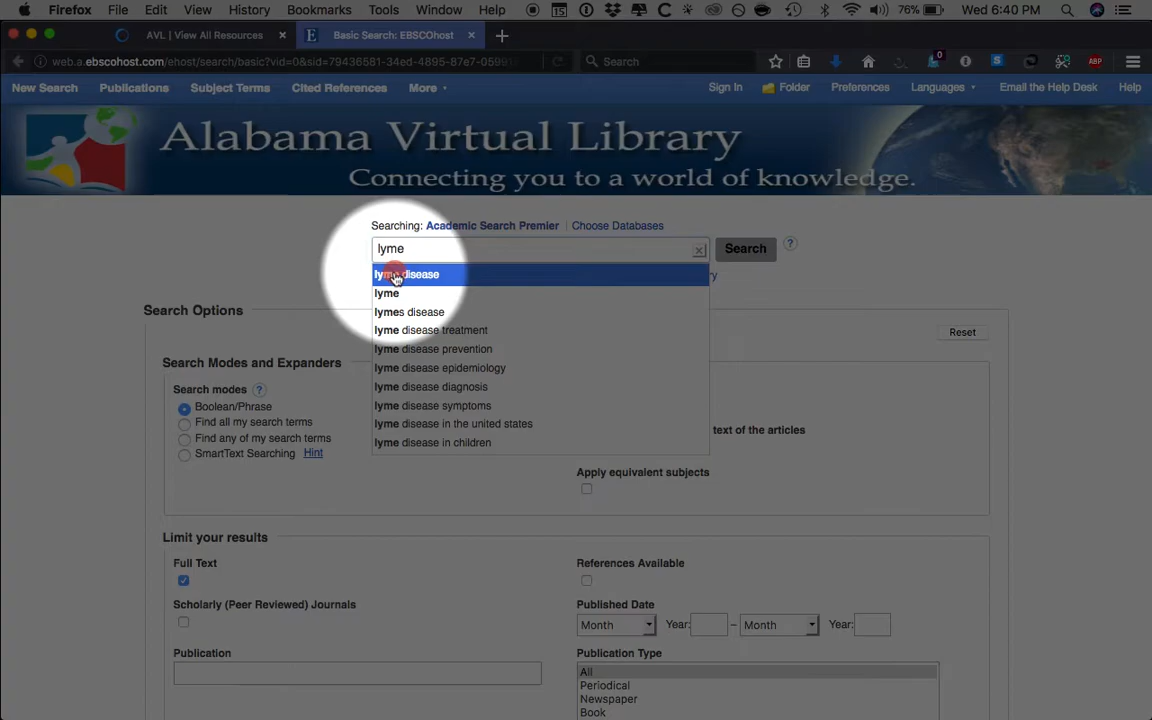 Firefox File Edit View History Bookmarks Tools Window Help 76% Wed 6:40 PM
AVL | View All Resources Basic Search: EBSCOhost
web.a.ebscohost.com/ehost/search/basic?vid=0&sid=79436581-34ed-4895-87e7-0599 Search 0 ABP
New Search Publications Subject Terms Cited References More Sign In Folder Preferences Languages Email the Help Desk Help
Alabama Virtual Library
Connecting you to a world of knowledge.
Searching: Academic Search Premier Choose Databases
lyme Search ?
lyme disease
lyme
lymes disease
lyme disease treatment
lyme disease prevention
lyme disease epidemiology
lyme disease diagnosis
lyme disease symptoms
lyme disease in the united states
lyme disease in children
Search Options
Reset
Search Modes and Expanders
Search modes ?
Boolean/Phrase
Find all my search terms
Find any of my search terms
SmartText Searching Hint
text of the articles
Apply equivalent subjects
Limit your results
Full Text
References Available
Scholarly (Peer Reviewed) Journals
Published Date
Month Year: – Month Year:
Publication
Publication Type
All
Periodical
Newspaper
Book